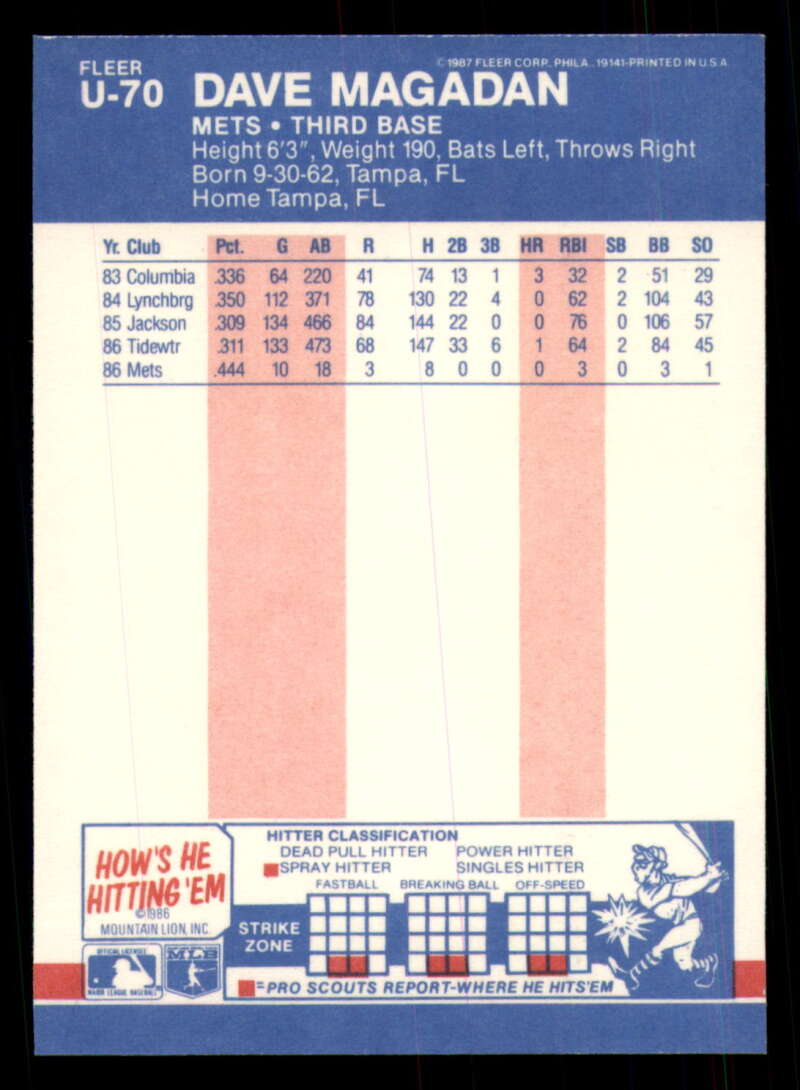 FLEER
©1987 FLEER CORP. PHILA., 19141-PRINTED IN U.S.A.
U-70 DAVE MAGADAN
METS • THIRD BASE
Height 6'3", Weight 190, Bats Left, Throws Right
Born 9-30-62, Tampa, FL
Home Tampa, FL
Yr. Club Pct. G AB R H 2B 3B HR RBI SB BB SO
83 Columbia .336 64 220 41 74 13 1 3 32 2 51 29
84 Lynchbrg .350 112 371 78 130 22 4 0 62 2 104 43
85 Jackson .309 134 466 84 144 22 0 0 76 0 106 57
86 Tidewtr .311 133 473 68 147 33 6 1 64 2 84 45
86 Mets .444 10 18 3 8 0 0 0 3 0 3 1
HOW'S HE
HITTING 'EM
©1986
MOUNTAIN LION, INC.
HITTER CLASSIFICATION
DEAD PULL HITTER POWER HITTER
SPRAY HITTER SINGLES HITTER
FASTBALL BREAKING BALL OFF-SPEED
STRIKE
ZONE
=PRO SCOUTS REPORT-WHERE HE HITS'EM
OFFICIAL LICENSEE
MAJOR LEAGUE BASEBALL
MLB